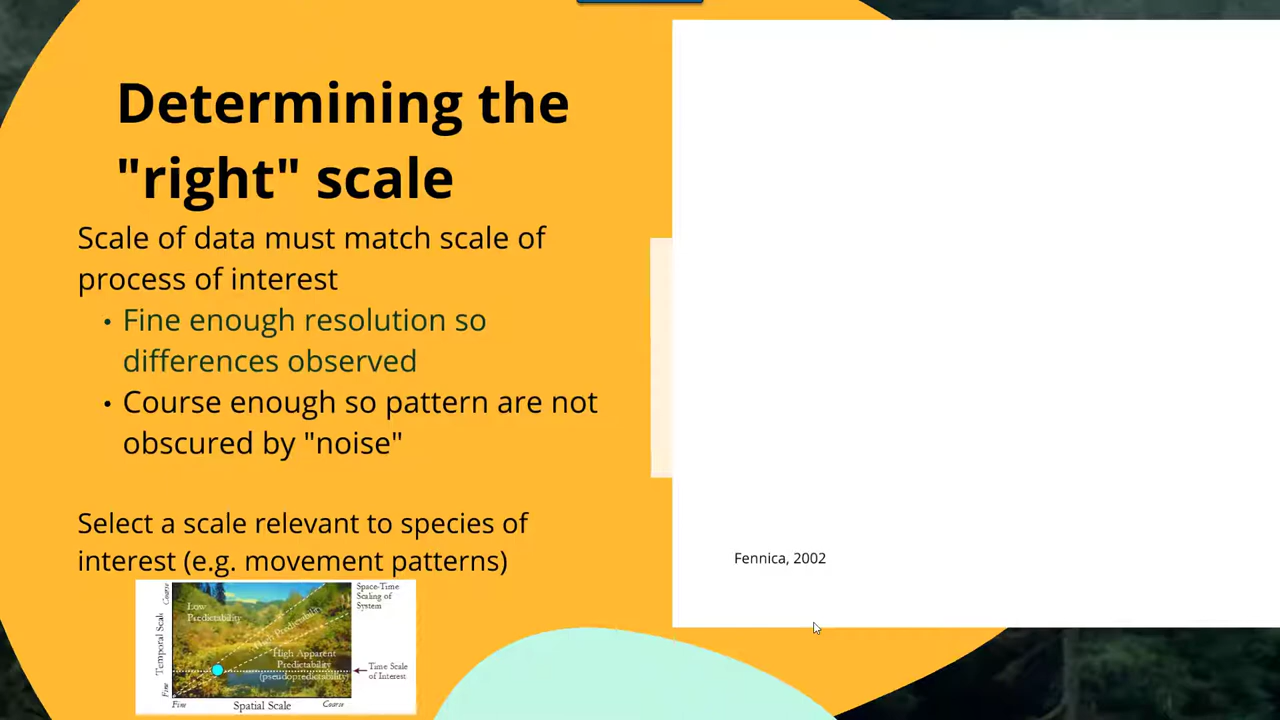 Determining the
"right" scale
Scale of data must match scale of
process of interest
• Fine enough resolution so
differences observed
• Course enough so pattern are not
obscured by "noise"
Select a scale relevant to species of
interest (e.g. movement patterns)
Fennica, 2002
Coarse
Temporal Scale
Fine
Low
Predictability
High Predictability
High Apparent
Predictability
(pseudopredictability)
Space-Time
Scaling of
System
Time Scale
of Interest
Fine
Spatial Scale
Coarse